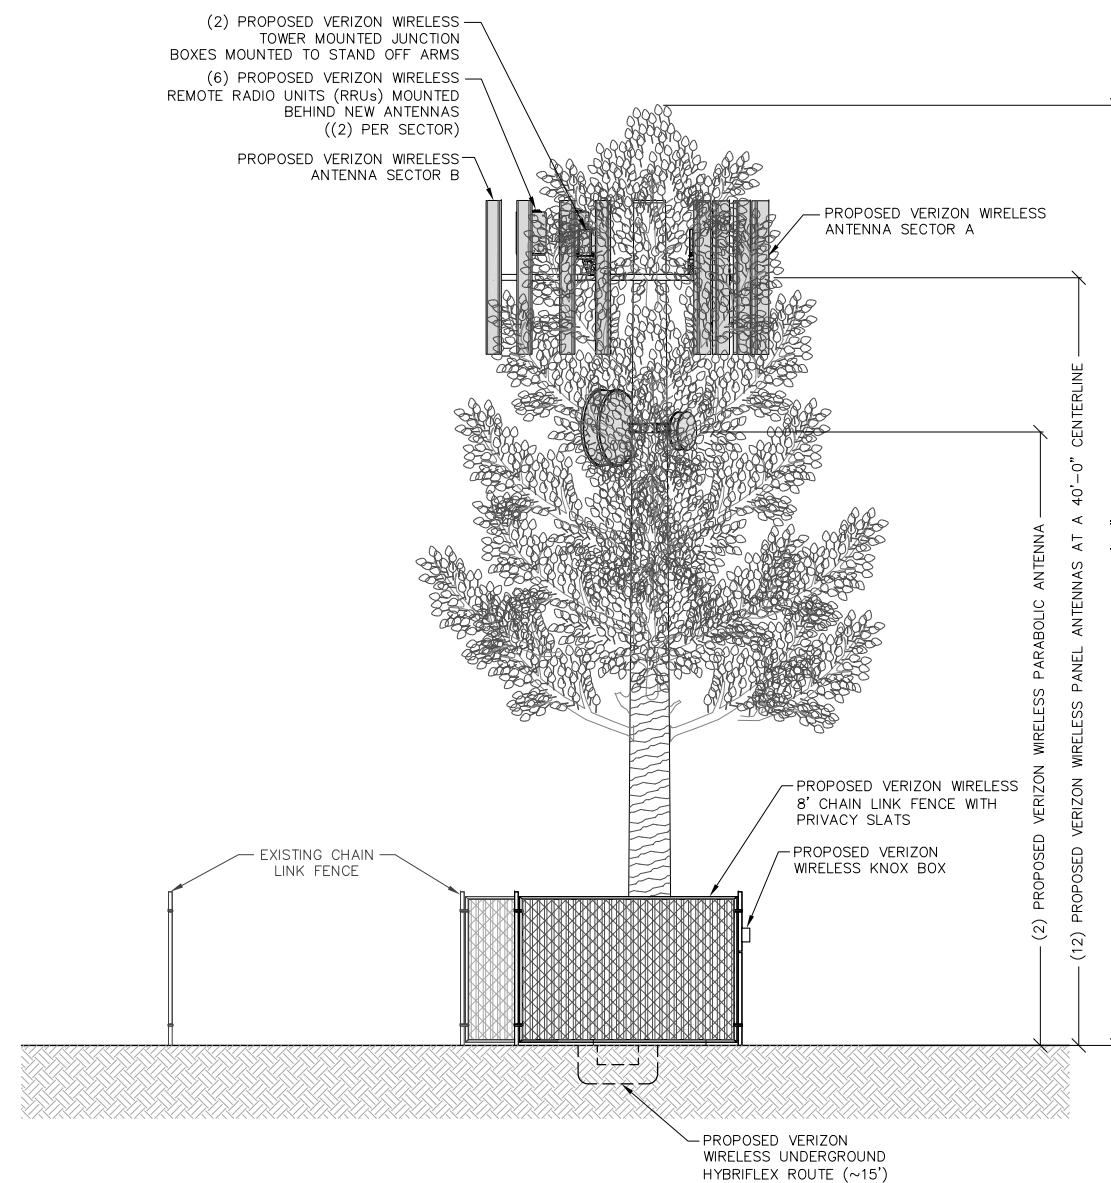 (2) PROPOSED VERIZON WIRELESS
TOWER MOUNTED JUNCTION
BOXES MOUNTED TO STAND OFF ARMS
(6) PROPOSED VERIZON WIRELESS
REMOTE RADIO UNITS (RRUs) MOUNTED
BEHIND NEW ANTENNAS
((2) PER SECTOR)
PROPOSED VERIZON WIRELESS
ANTENNA SECTOR B
PROPOSED VERIZON WIRELESS
ANTENNA SECTOR A
(2) PROPOSED VERIZON WIRELESS PARABOLIC ANTENNA
(12) PROPOSED VERIZON WIRELESS PANEL ANTENNAS AT A 40'-0" CENTERLINE
PROPOSED VERIZON WIRELESS
8' CHAIN LINK FENCE WITH
PRIVACY SLATS
PROPOSED VERIZON
WIRELESS KNOX BOX
EXISTING CHAIN
LINK FENCE
PROPOSED VERIZON
WIRELESS UNDERGROUND
HYBRIFLEX ROUTE (~15')